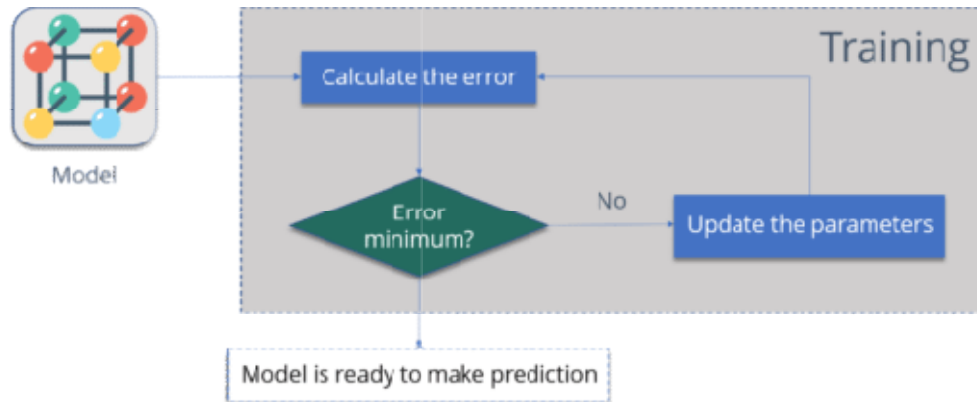 Training
Calculate the error
Model
Error
minimum?
No
Update the parameters
Model is ready to make prediction